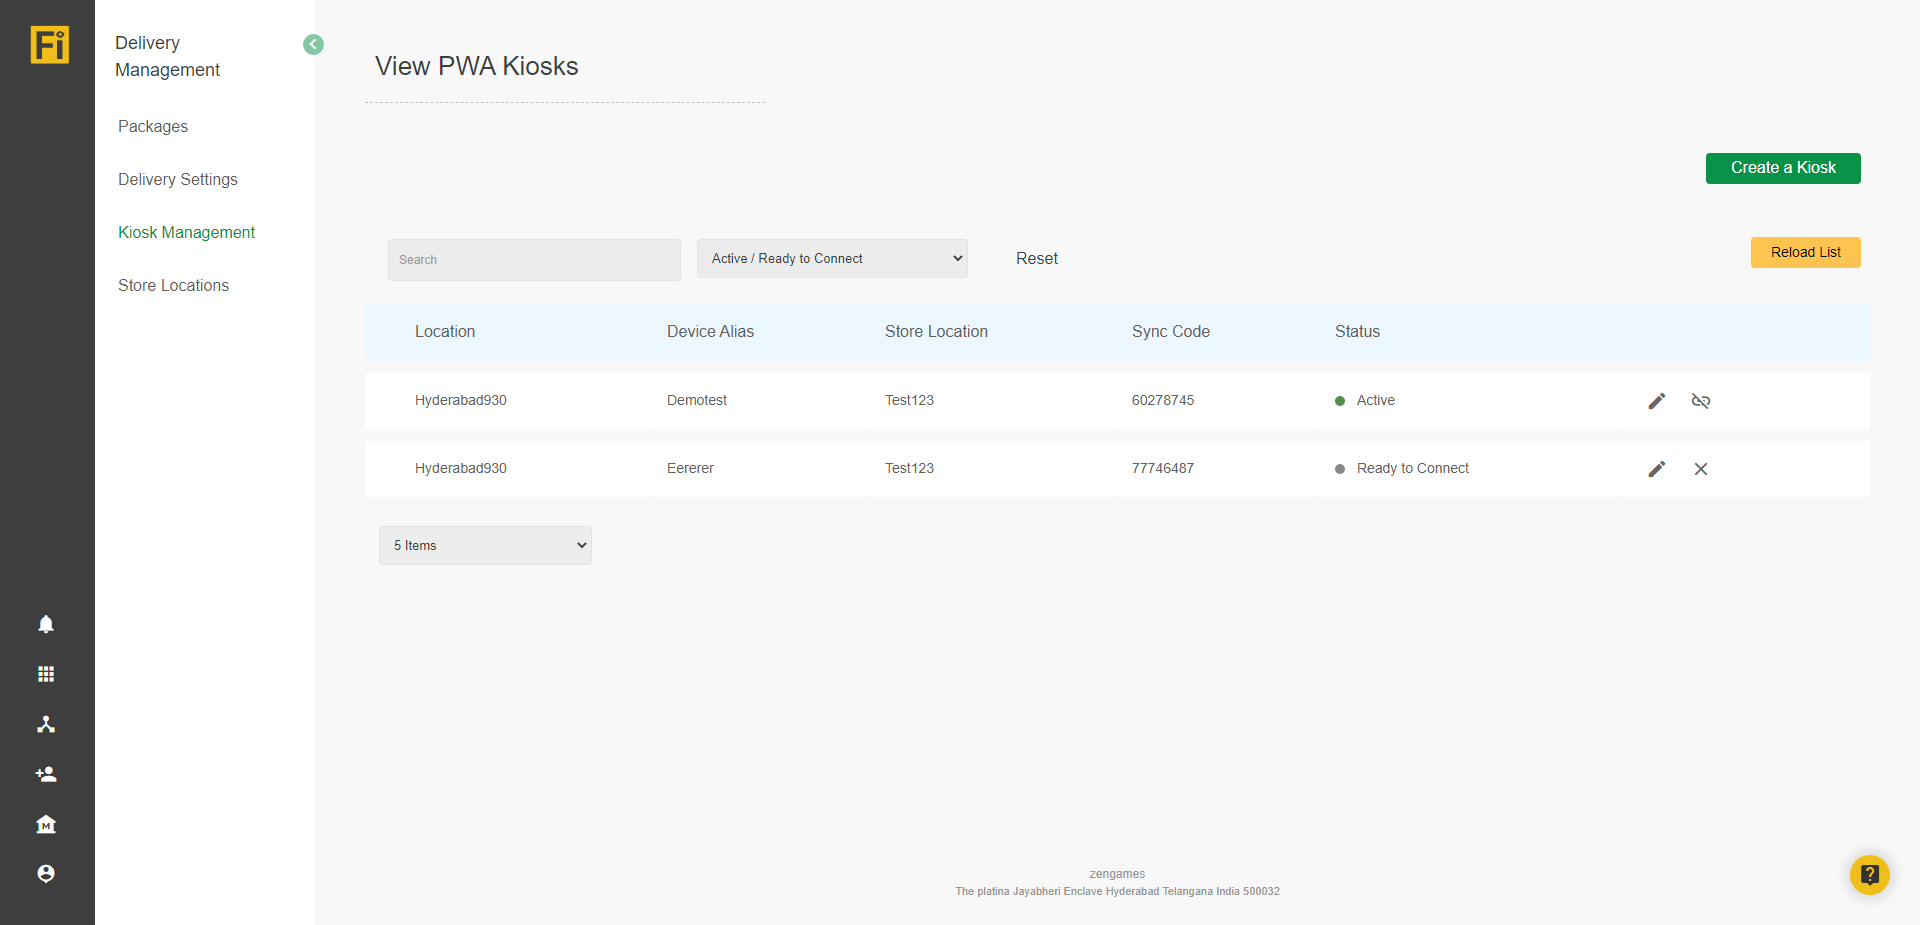 Fi
Delivery
Management
Packages
Delivery Settings
Kiosk Management
Store Locations
View PWA Kiosks
Create a Kiosk
Search
Active / Ready to Connect
Reset
Reload List
Location Device Alias Store Location Sync Code Status
Hyderabad930 Demotest Test123 60278745 Active
Hyderabad930 Eererer Test123 77746487 Ready to Connect
5 Items
M
zengames
The platina Jayabheri Enclave Hyderabad Telangana India 500032
?